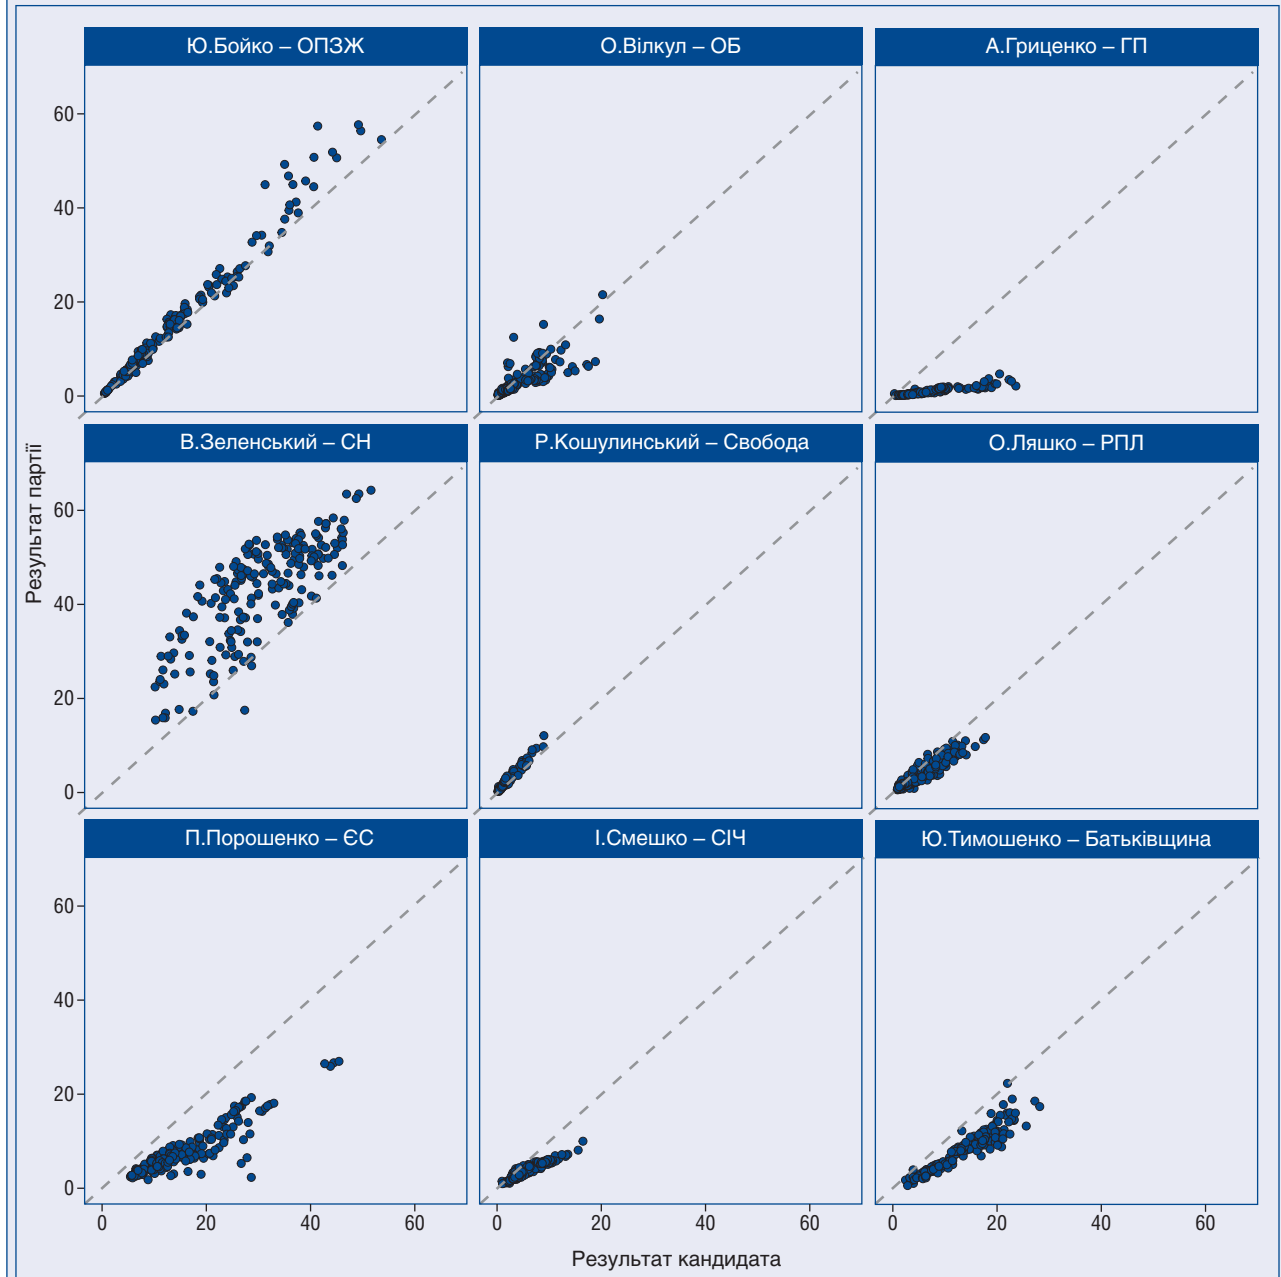 Ю.Бойко – ОПЗЖ
О.Вілкул – ОБ
А.Гриценко – ГП
60
40
20
0
В.Зеленський – СН
Р.Кошулинський – Свобода
О.Ляшко – РПЛ
Результат партії
60
40
20
0
П.Порошенко – ЄС
І.Смешко – СІЧ
Ю.Тимошенко – Батьківщина
60
40
20
0
0 20 40 60
0 20 40 60
0 20 40 60
Результат кандидата